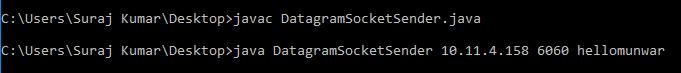 C:\Users\Suraj Kumar\Desktop>javac DatagramSocketSender.java
C:\Users\Suraj Kumar\Desktop>java DatagramSocketSender 10.11.4.158 6060 hellomunwar